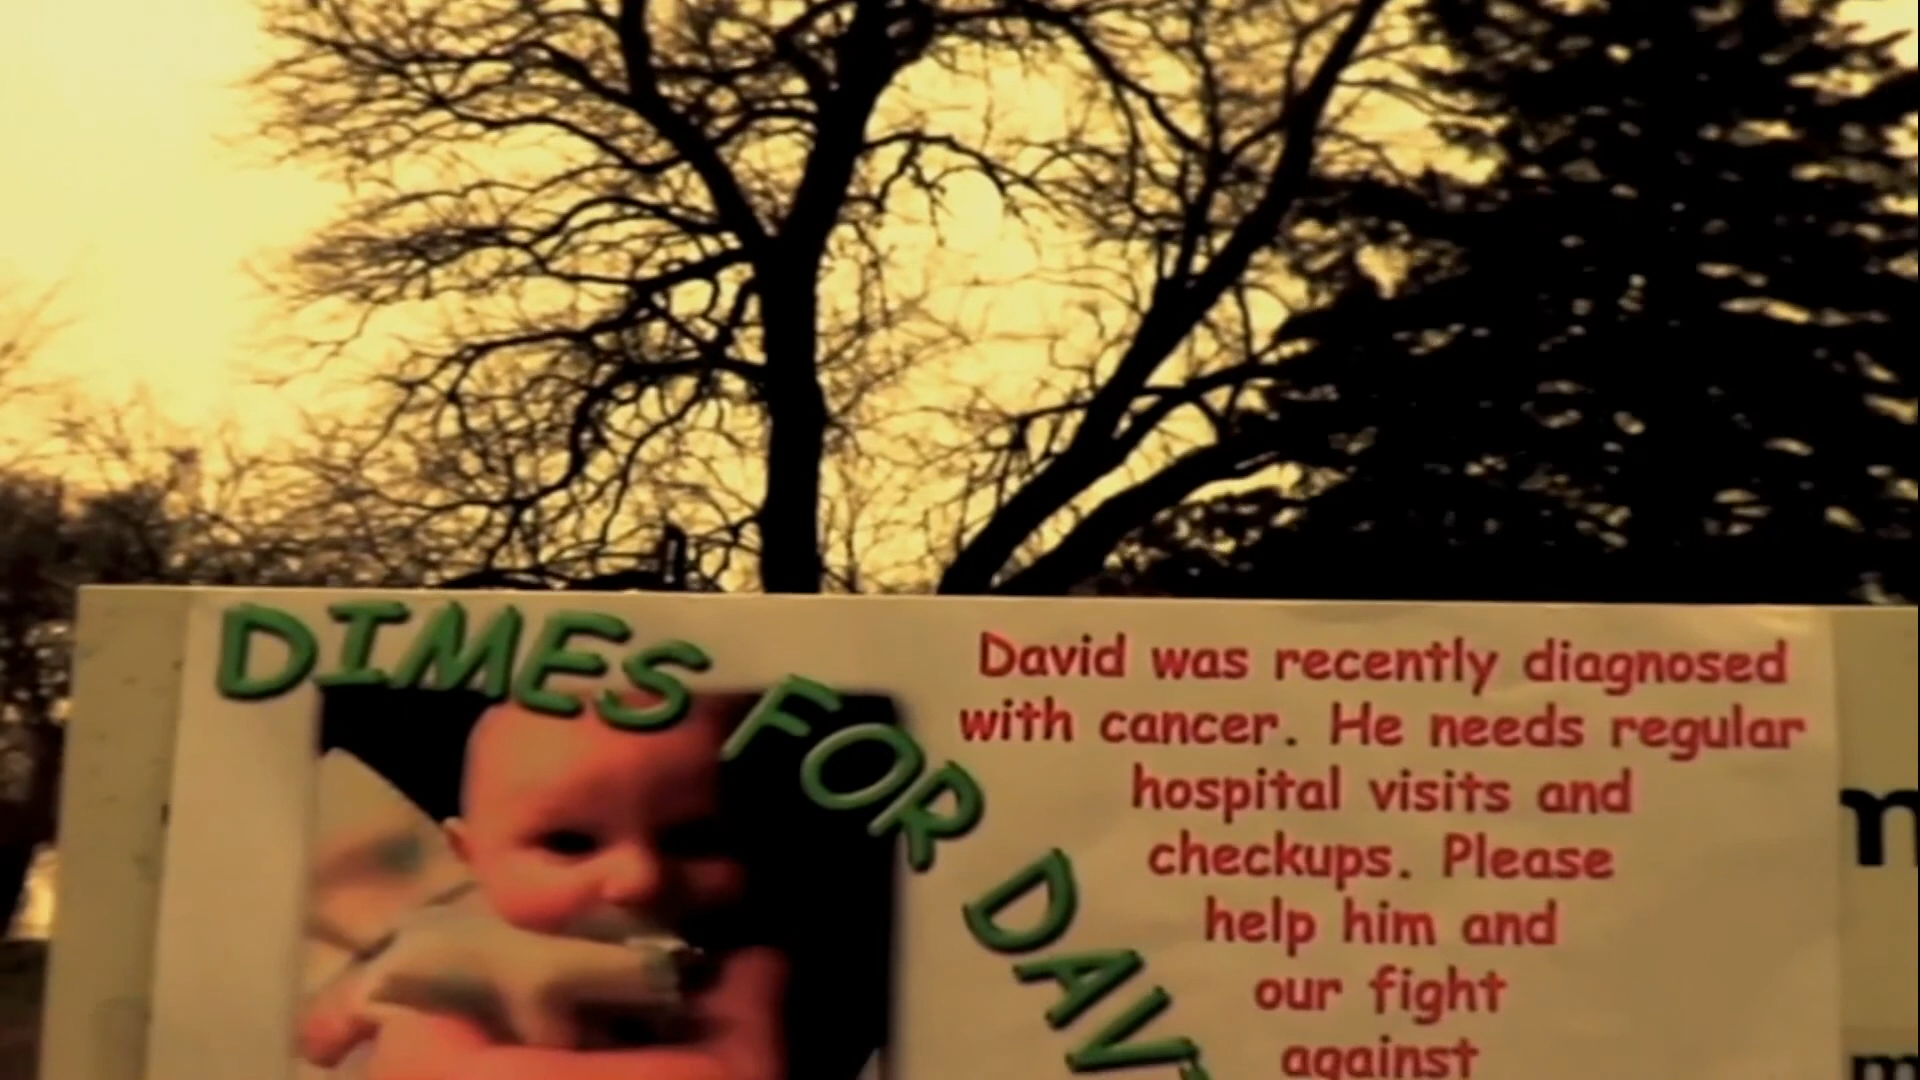 DIMES FOR DAV
David was recently diagnosed
with cancer. He needs regular
hospital visits and
checkups. Please
help him and
our fight
against